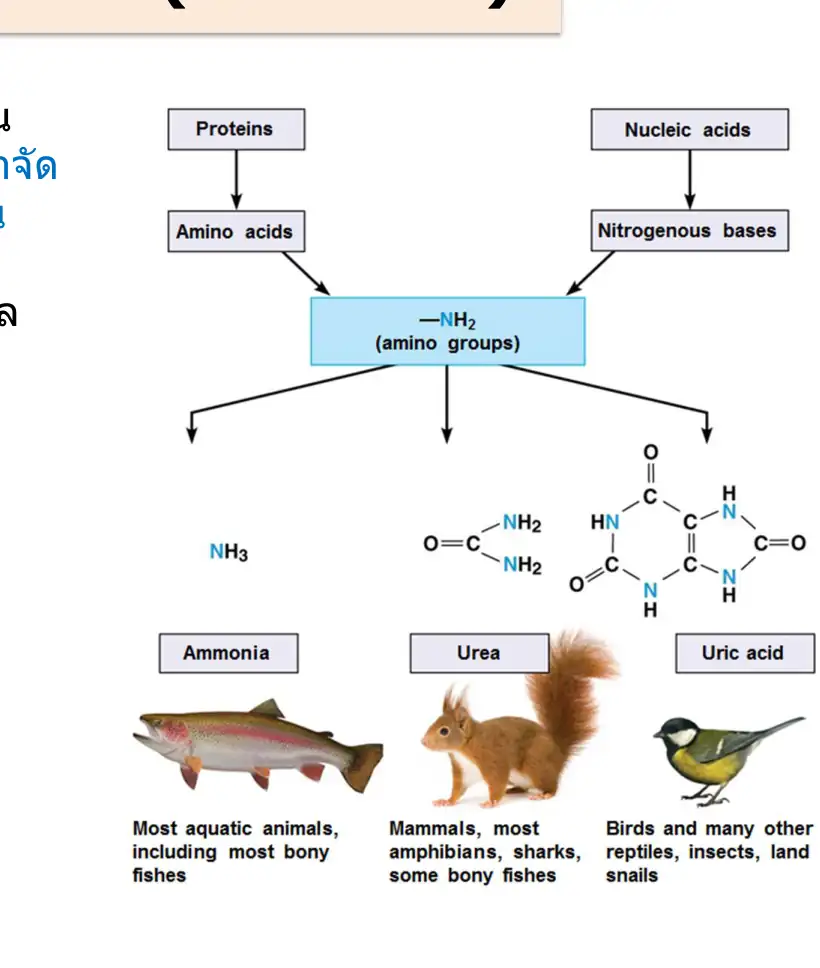 Proteins
Nucleic acids
Amino acids
Nitrogenous bases
—NH2
(amino groups)
NH3
O=C
NH2
NH2
O
C
HN
C
O
N
H
C
C
H
N
N
H
C=O
Ammonia
Urea
Uric acid
Most aquatic animals,
including most bony
fishes
Mammals, most
amphibians, sharks,
some bony fishes
Birds and many other
reptiles, insects, land
snails